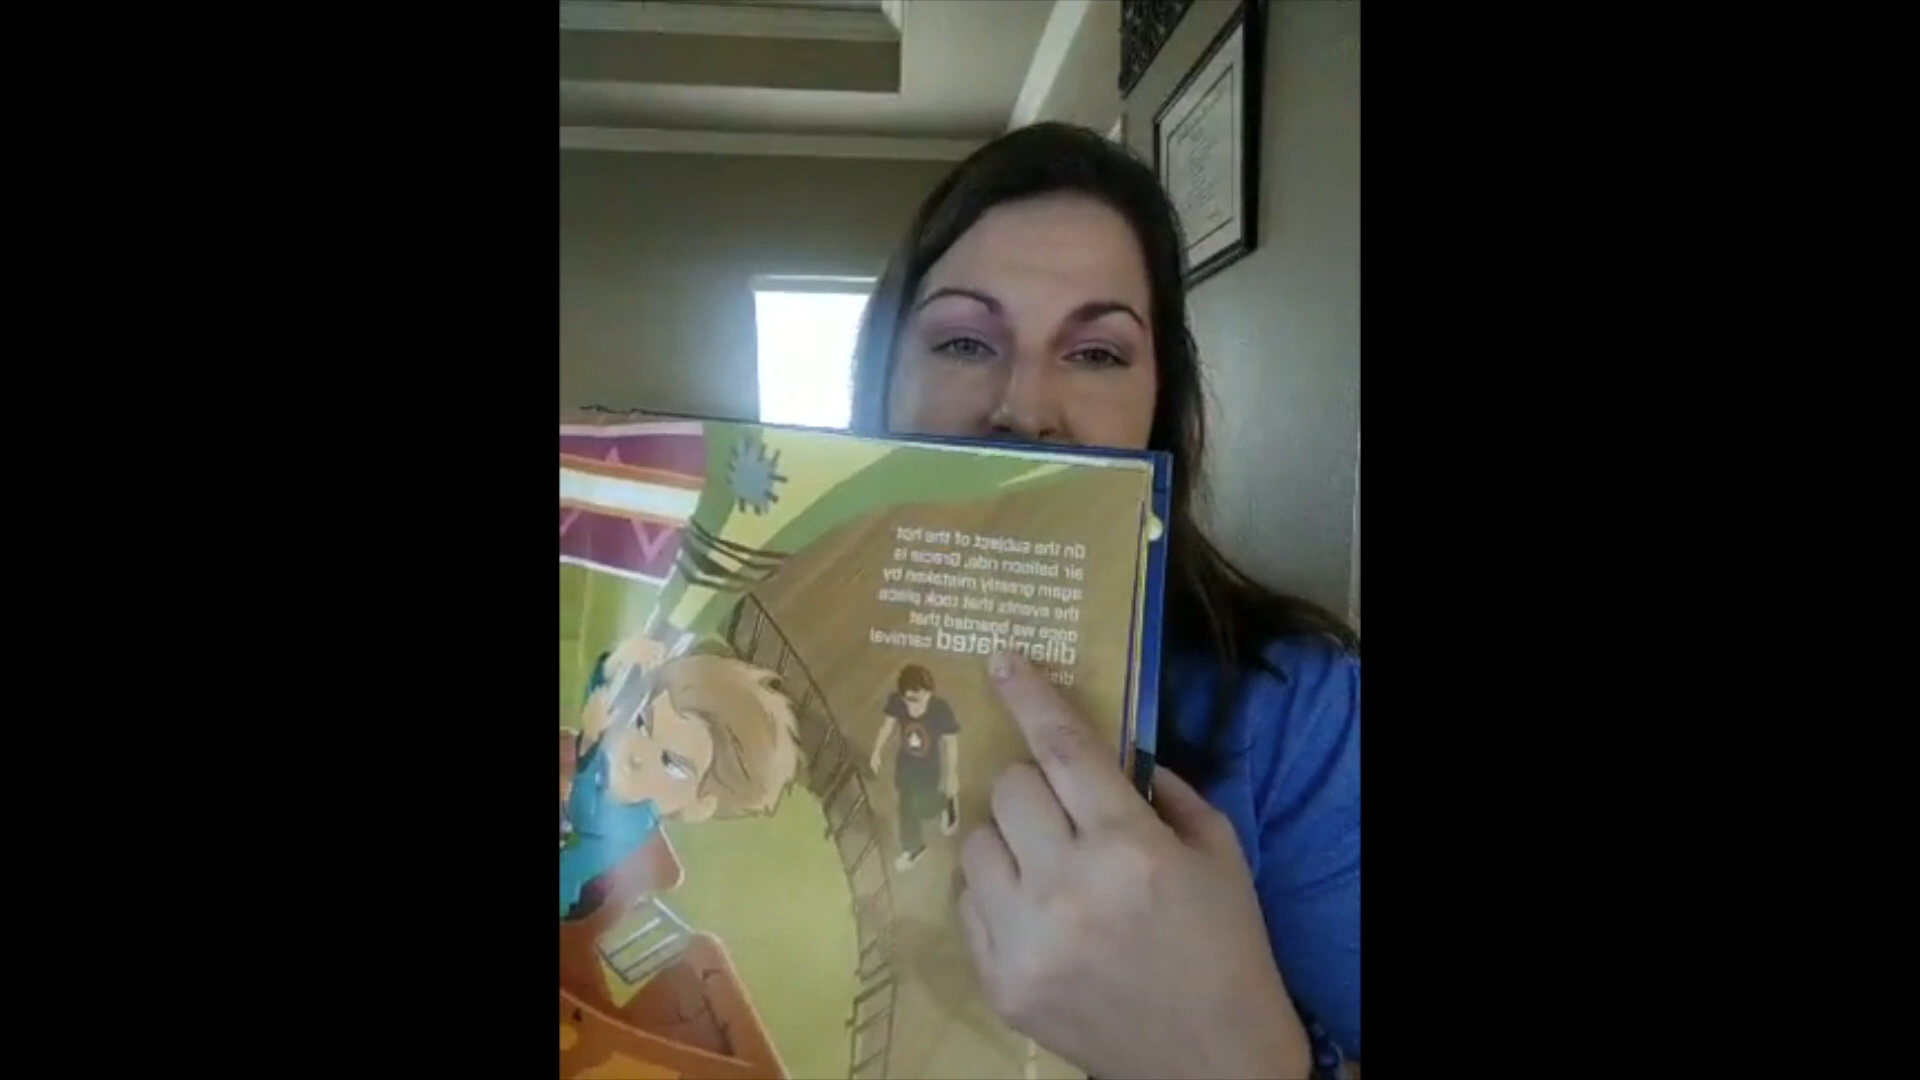 On the subject of the hot
air balloon ride, Gracie is
again greatly mistaken by
the events that took place
once we boarded that
dilapidated carnival